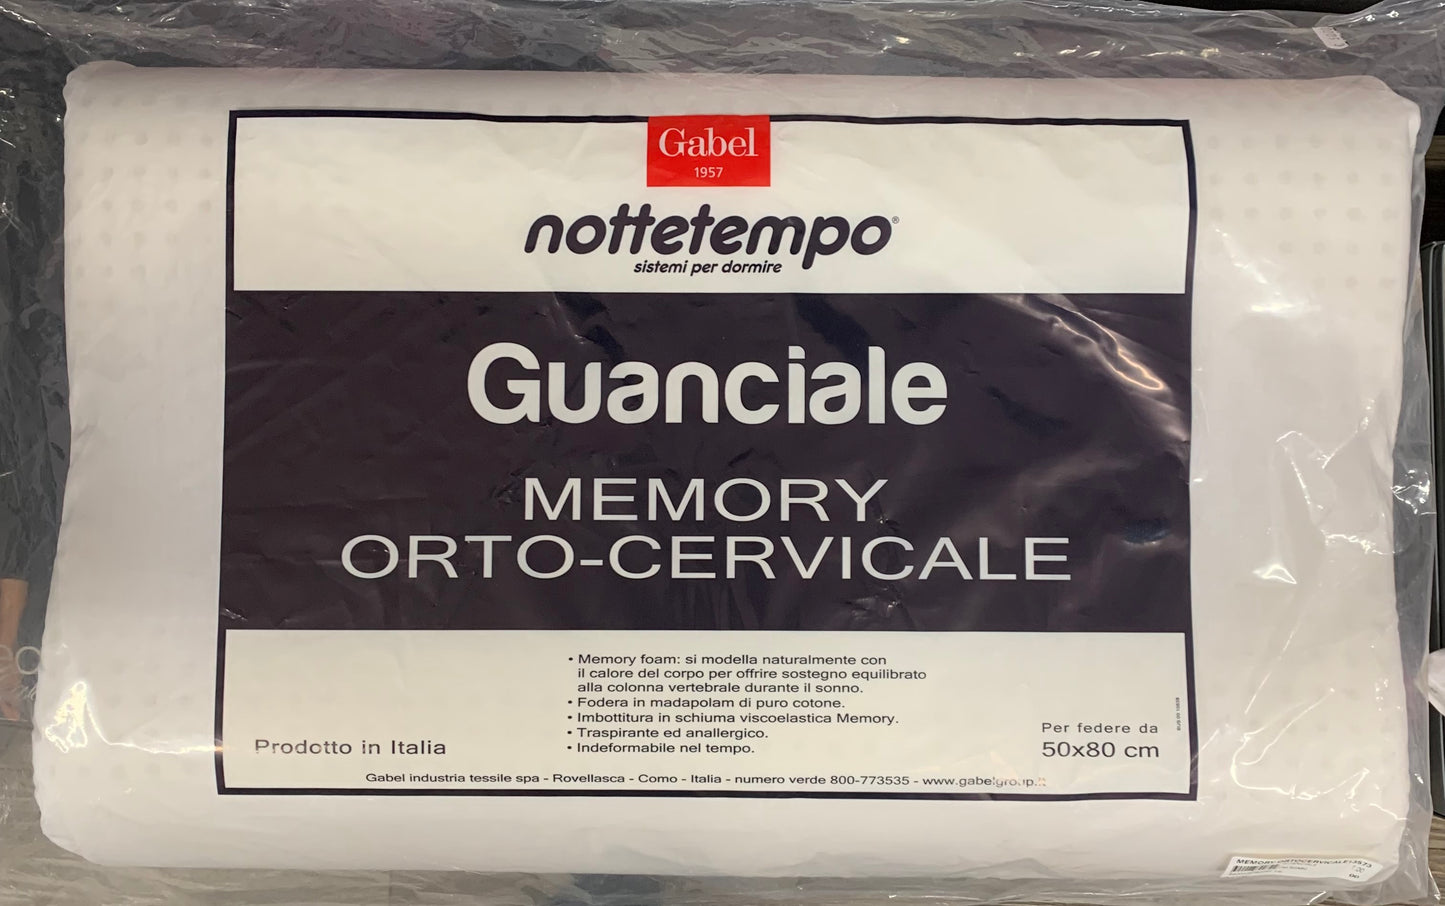 Gabel
1957
nottetempo®
sistemi per dormire
Guanciale
MEMORY
ORTO-CERVICALE
• Memory foam: si modella naturalmente con
il calore del corpo per offrire sostegno equilibrato
alla colonna vertebrale durante il sonno.
• Fodera in madapolam di puro cotone.
• Imbottitura in schiuma viscoelastica Memory.
• Traspirante ed anallergico.
• Indeformabile nel tempo.
Prodotto in Italia
Per federe da
50x80 cm
Gabel industria tessile spa - Rovellasca - Como - Italia - numero verde 800-773535 - www.gabelgroup.it
MEMORY ORTOCERVICALE